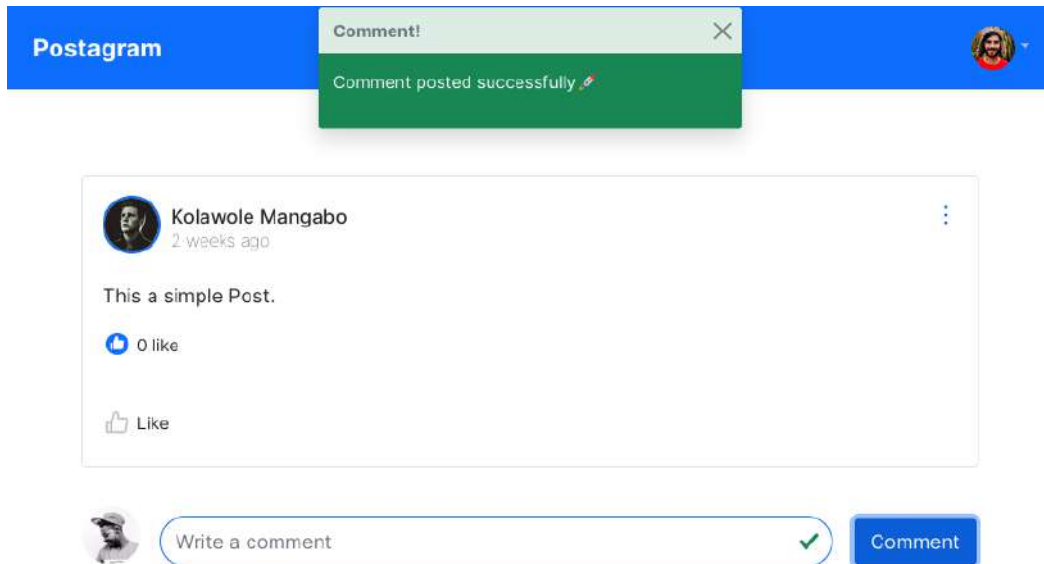 Postagram
Comment!
Comment posted successfully
Kolawole Mangabo
2 weeks ago
This a simple Post.
0 like
Like
Write a comment
Comment